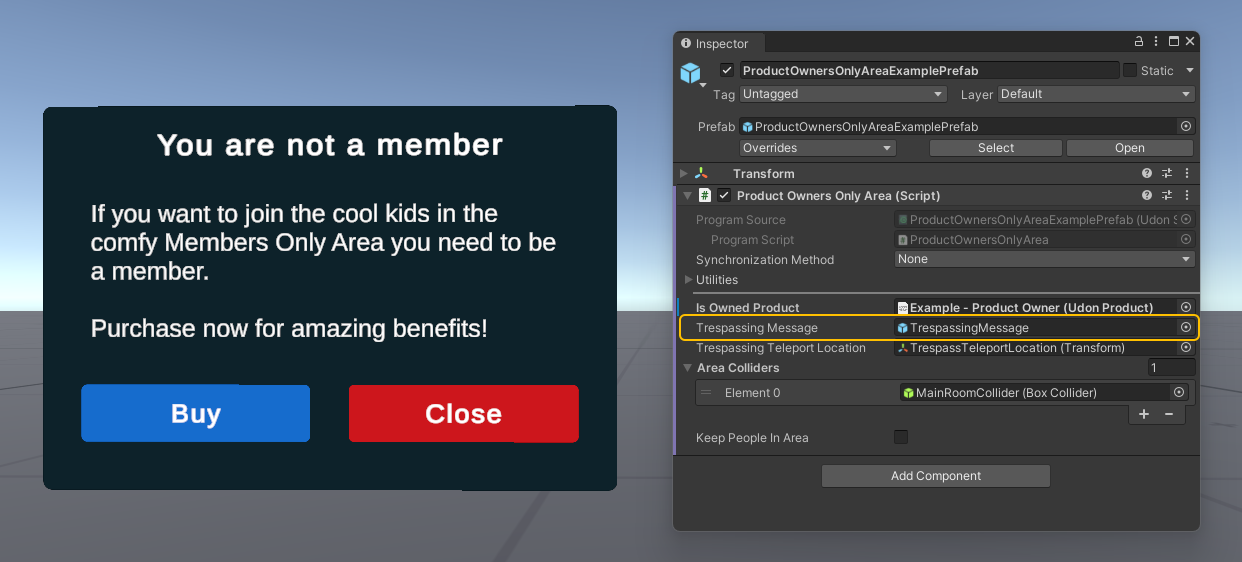 You are not a member
If you want to join the cool kids in the
comfy Members Only Area you need to be
a member.
Purchase now for amazing benefits!
Buy
Close
Inspector
ProductOwnersOnlyAreaExamplePrefab
Static
Tag
Untagged
Layer
Default
Prefab
ProductOwnersOnlyAreaExamplePrefab
Overrides
Select
Open
Transform
# Product Owners Only Area (Script)
Program Source
ProductOwnersOnlyAreaExamplePrefab (Udon S
Program Script
ProductOwnersOnlyArea
Synchronization Method
None
Utilities
Is Owned Product
Example - Product Owner (Udon Product)
Trespassing Message
TrespassingMessage
Trespassing Teleport Location
TrespassTeleportLocation (Transform)
Area Colliders
1
Element 0
MainRoomCollider (Box Collider)
+ −
Keep People In Area
Add Component